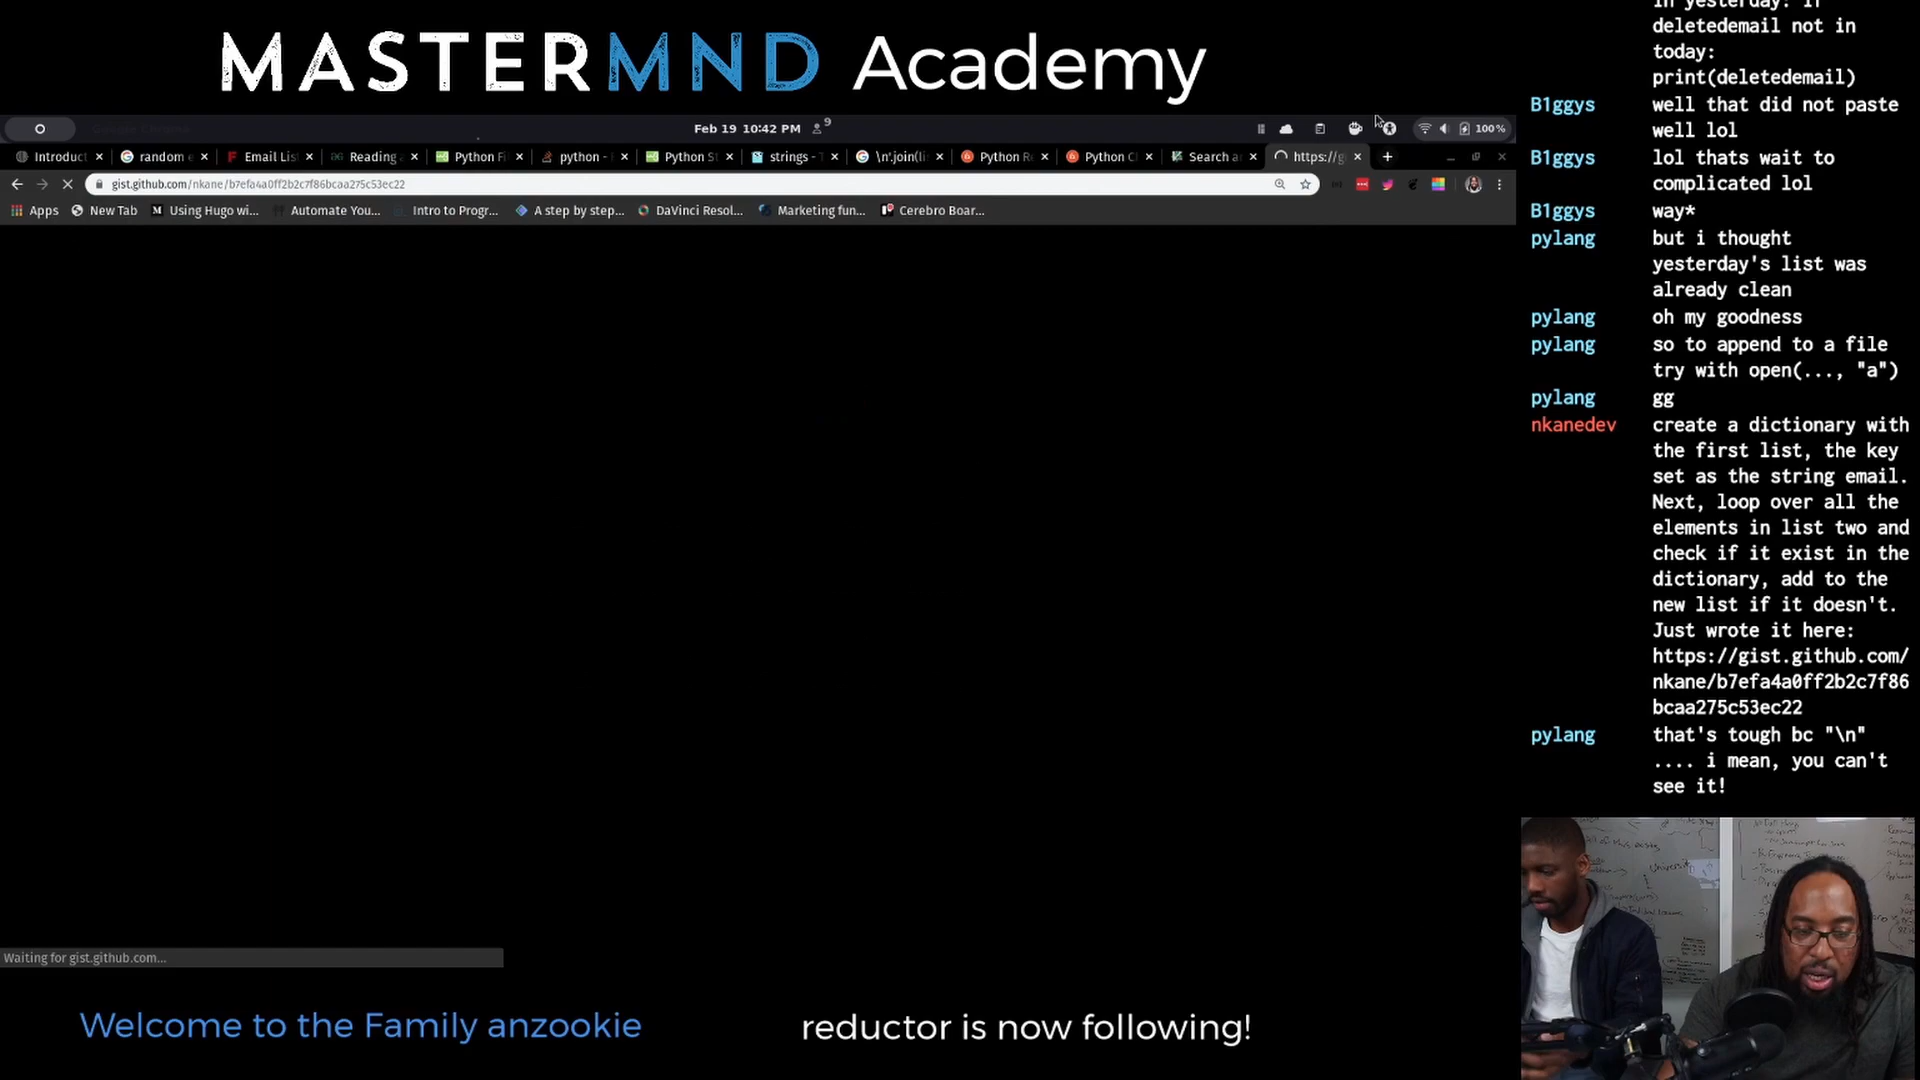 MASTERMND Academy
Feb 19 10:42 PM
9
100%
Introduct
random e
Email Lis
Reading a
Python Fi
python -
Python S
strings - T
\n'.join(li
Python Re
Python Cl
Search a
https://g
gist.github.com/nkane/b7efa4a0ff2b2c7f86bcaa275c53ec22
Apps
New Tab
Using Hugo wi...
Automate You...
Intro to Progr...
A step by step...
DaVinci Resol...
Marketing fun...
Cerebro Boar...
Waiting for gist.github.com...
Welcome to the Family anzookie
reductor is now following!
in yesterday: if
deletedemail not in
today:
print(deletedemail)
B1ggys well that did not paste
well lol
B1ggys lol thats wait to
complicated lol
B1ggys way*
pylang but i thought
yesterday's list was
already clean
pylang oh my goodness
pylang so to append to a file
try with open(..., "a")
pylang gg
nkanedev create a dictionary with
the first list, the key
set as the string email.
Next, loop over all the
elements in list two and
check if it exist in the
dictionary, add to the
new list if it doesn't.
Just wrote it here:
https://gist.github.com/
nkane/b7efa4a0ff2b2c7f86
bcaa275c53ec22
pylang that's tough bc "\n"
.... i mean, you can't
see it!